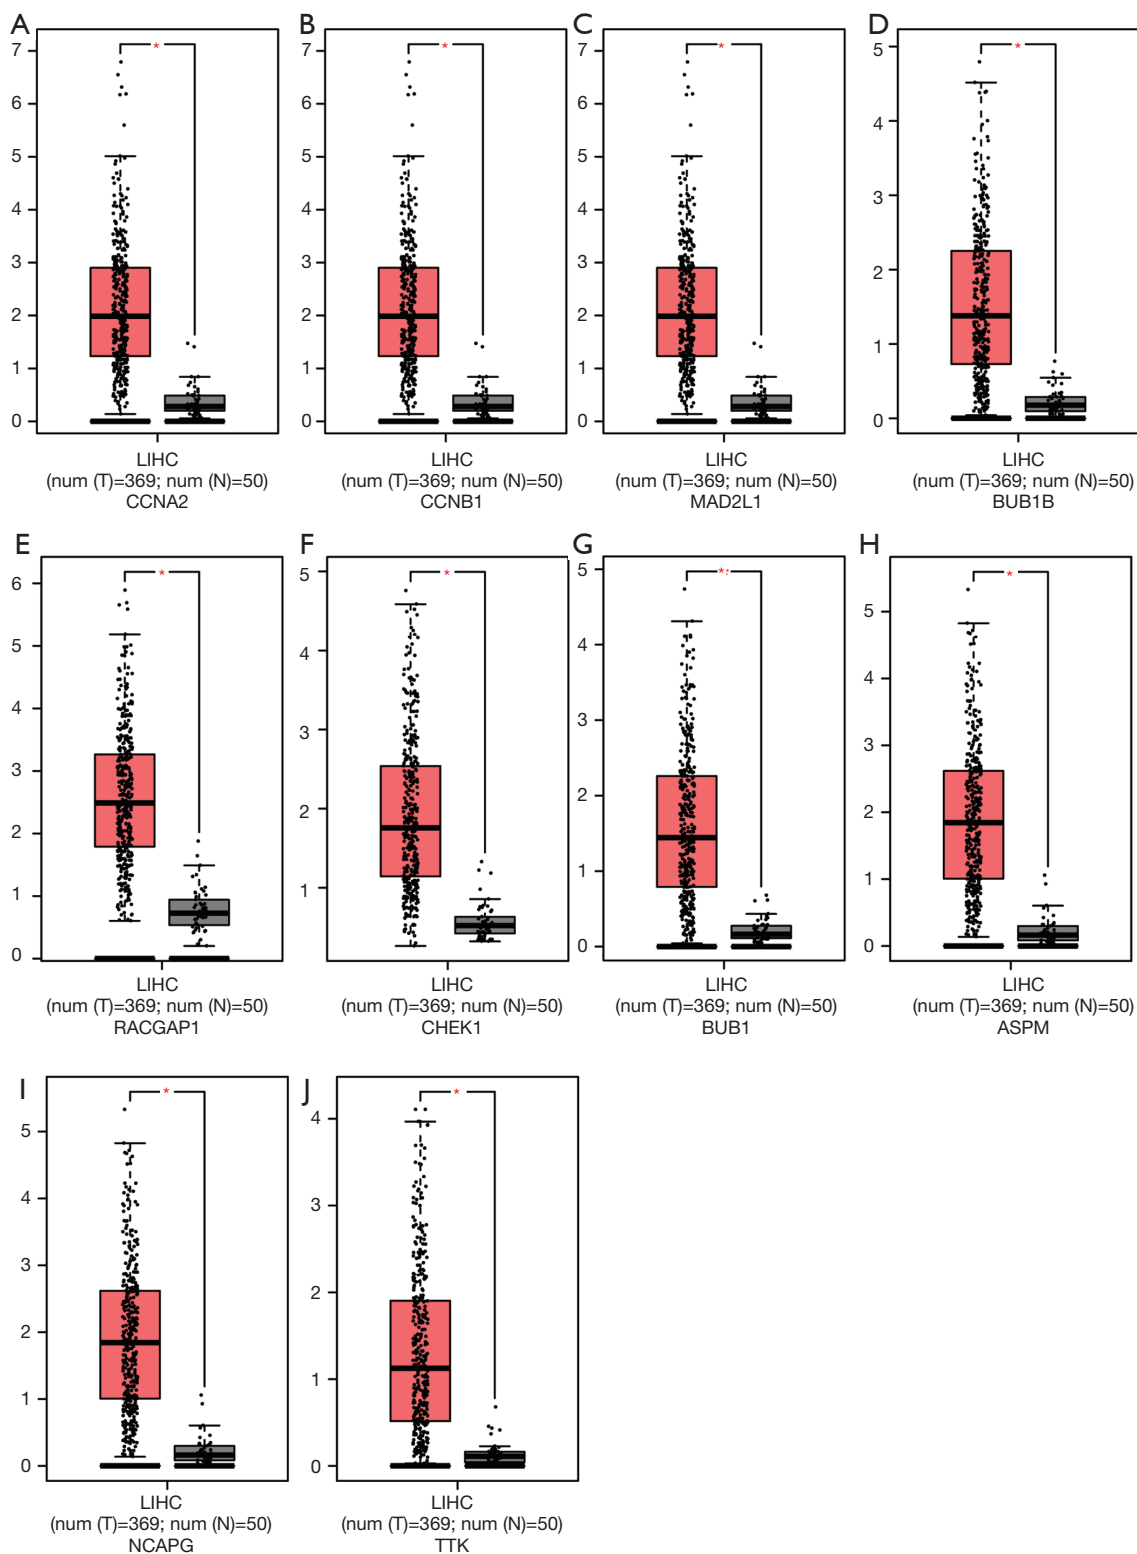 A B C D
7 7 7 5
6 6 6 4
5 5 5 3
4 4 4 2
3 3 3 1
2 2 2 0
1 1 1
0 0 0
* * * *
LIHC LIHC LIHC LIHC
(num (T)=369; num (N)=50) (num (T)=369; num (N)=50) (num (T)=369; num (N)=50) (num (T)=369; num (N)=50)
CCNA2 CCNB1 MAD2L1 BUB1B
E F G H
6 5 5 5
5 4 4 4
4 3 3 3
3 2 2 2
2 1 1 1
1 0 0
0
* * * *
LIHC LIHC LIHC LIHC
(num (T)=369; num (N)=50) (num (T)=369; num (N)=50) (num (T)=369; num (N)=50) (num (T)=369; num (N)=50)
RACGAP1 CHEK1 BUB1 ASPM
I J
5 4
4 3
3 2
2 1
1 0
0
* *
LIHC LIHC
(num (T)=369; num (N)=50) (num (T)=369; num (N)=50)
NCAPG TTK